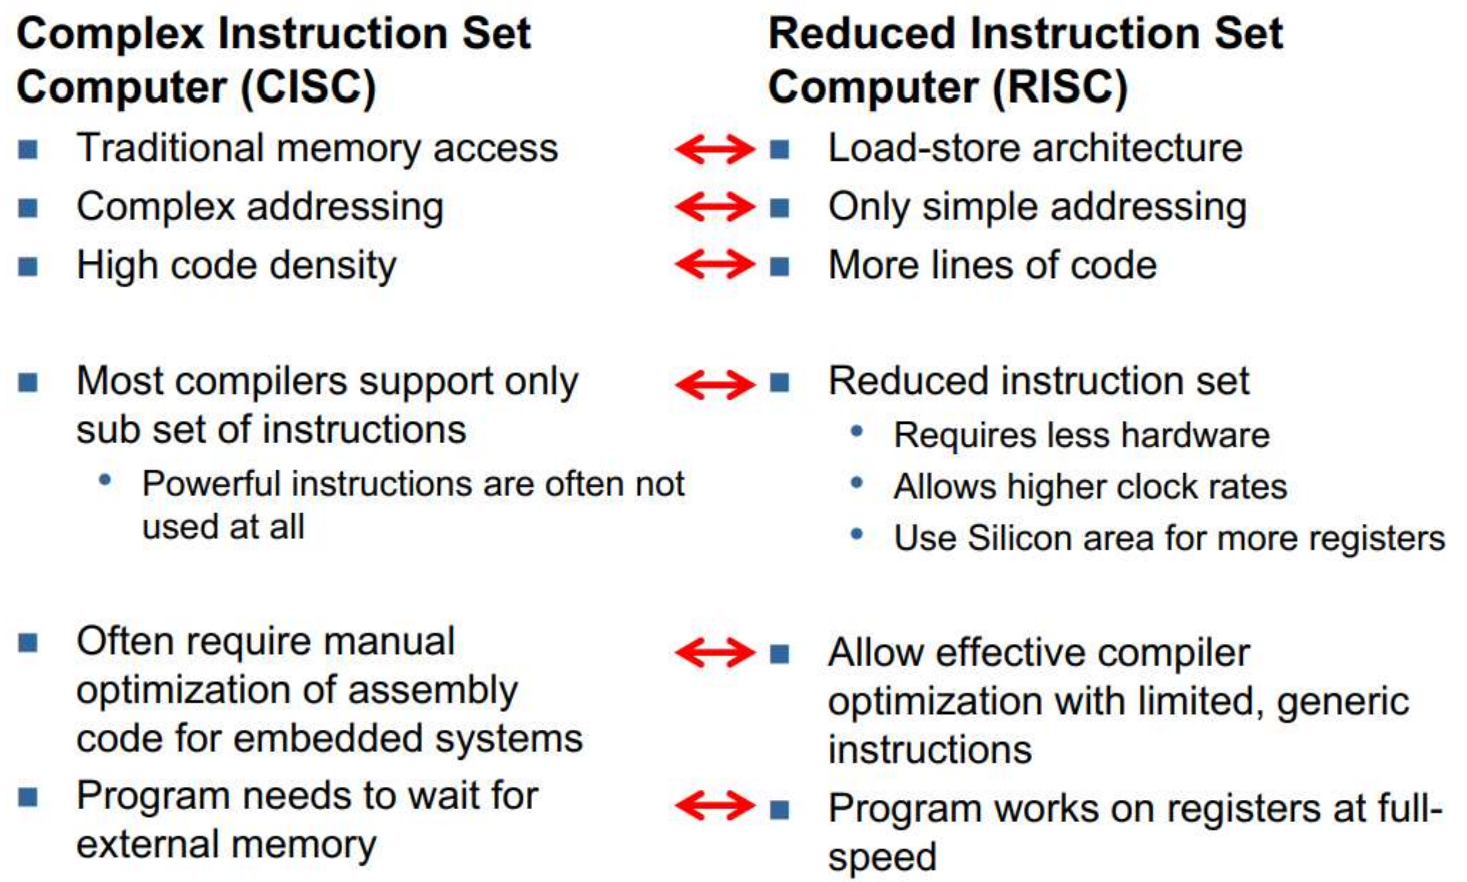 Complex Instruction Set
Computer (CISC)
Traditional memory access
Complex addressing
High code density
Most compilers support only
sub set of instructions
Powerful instructions are often not
used at all
Often require manual
optimization of assembly
code for embedded systems
Program needs to wait for
external memory
Reduced Instruction Set
Computer (RISC)
Load-store architecture
Only simple addressing
More lines of code
Reduced instruction set
Requires less hardware
Allows higher clock rates
Use Silicon area for more registers
Allow effective compiler
optimization with limited, generic
instructions
Program works on registers at full-
speed